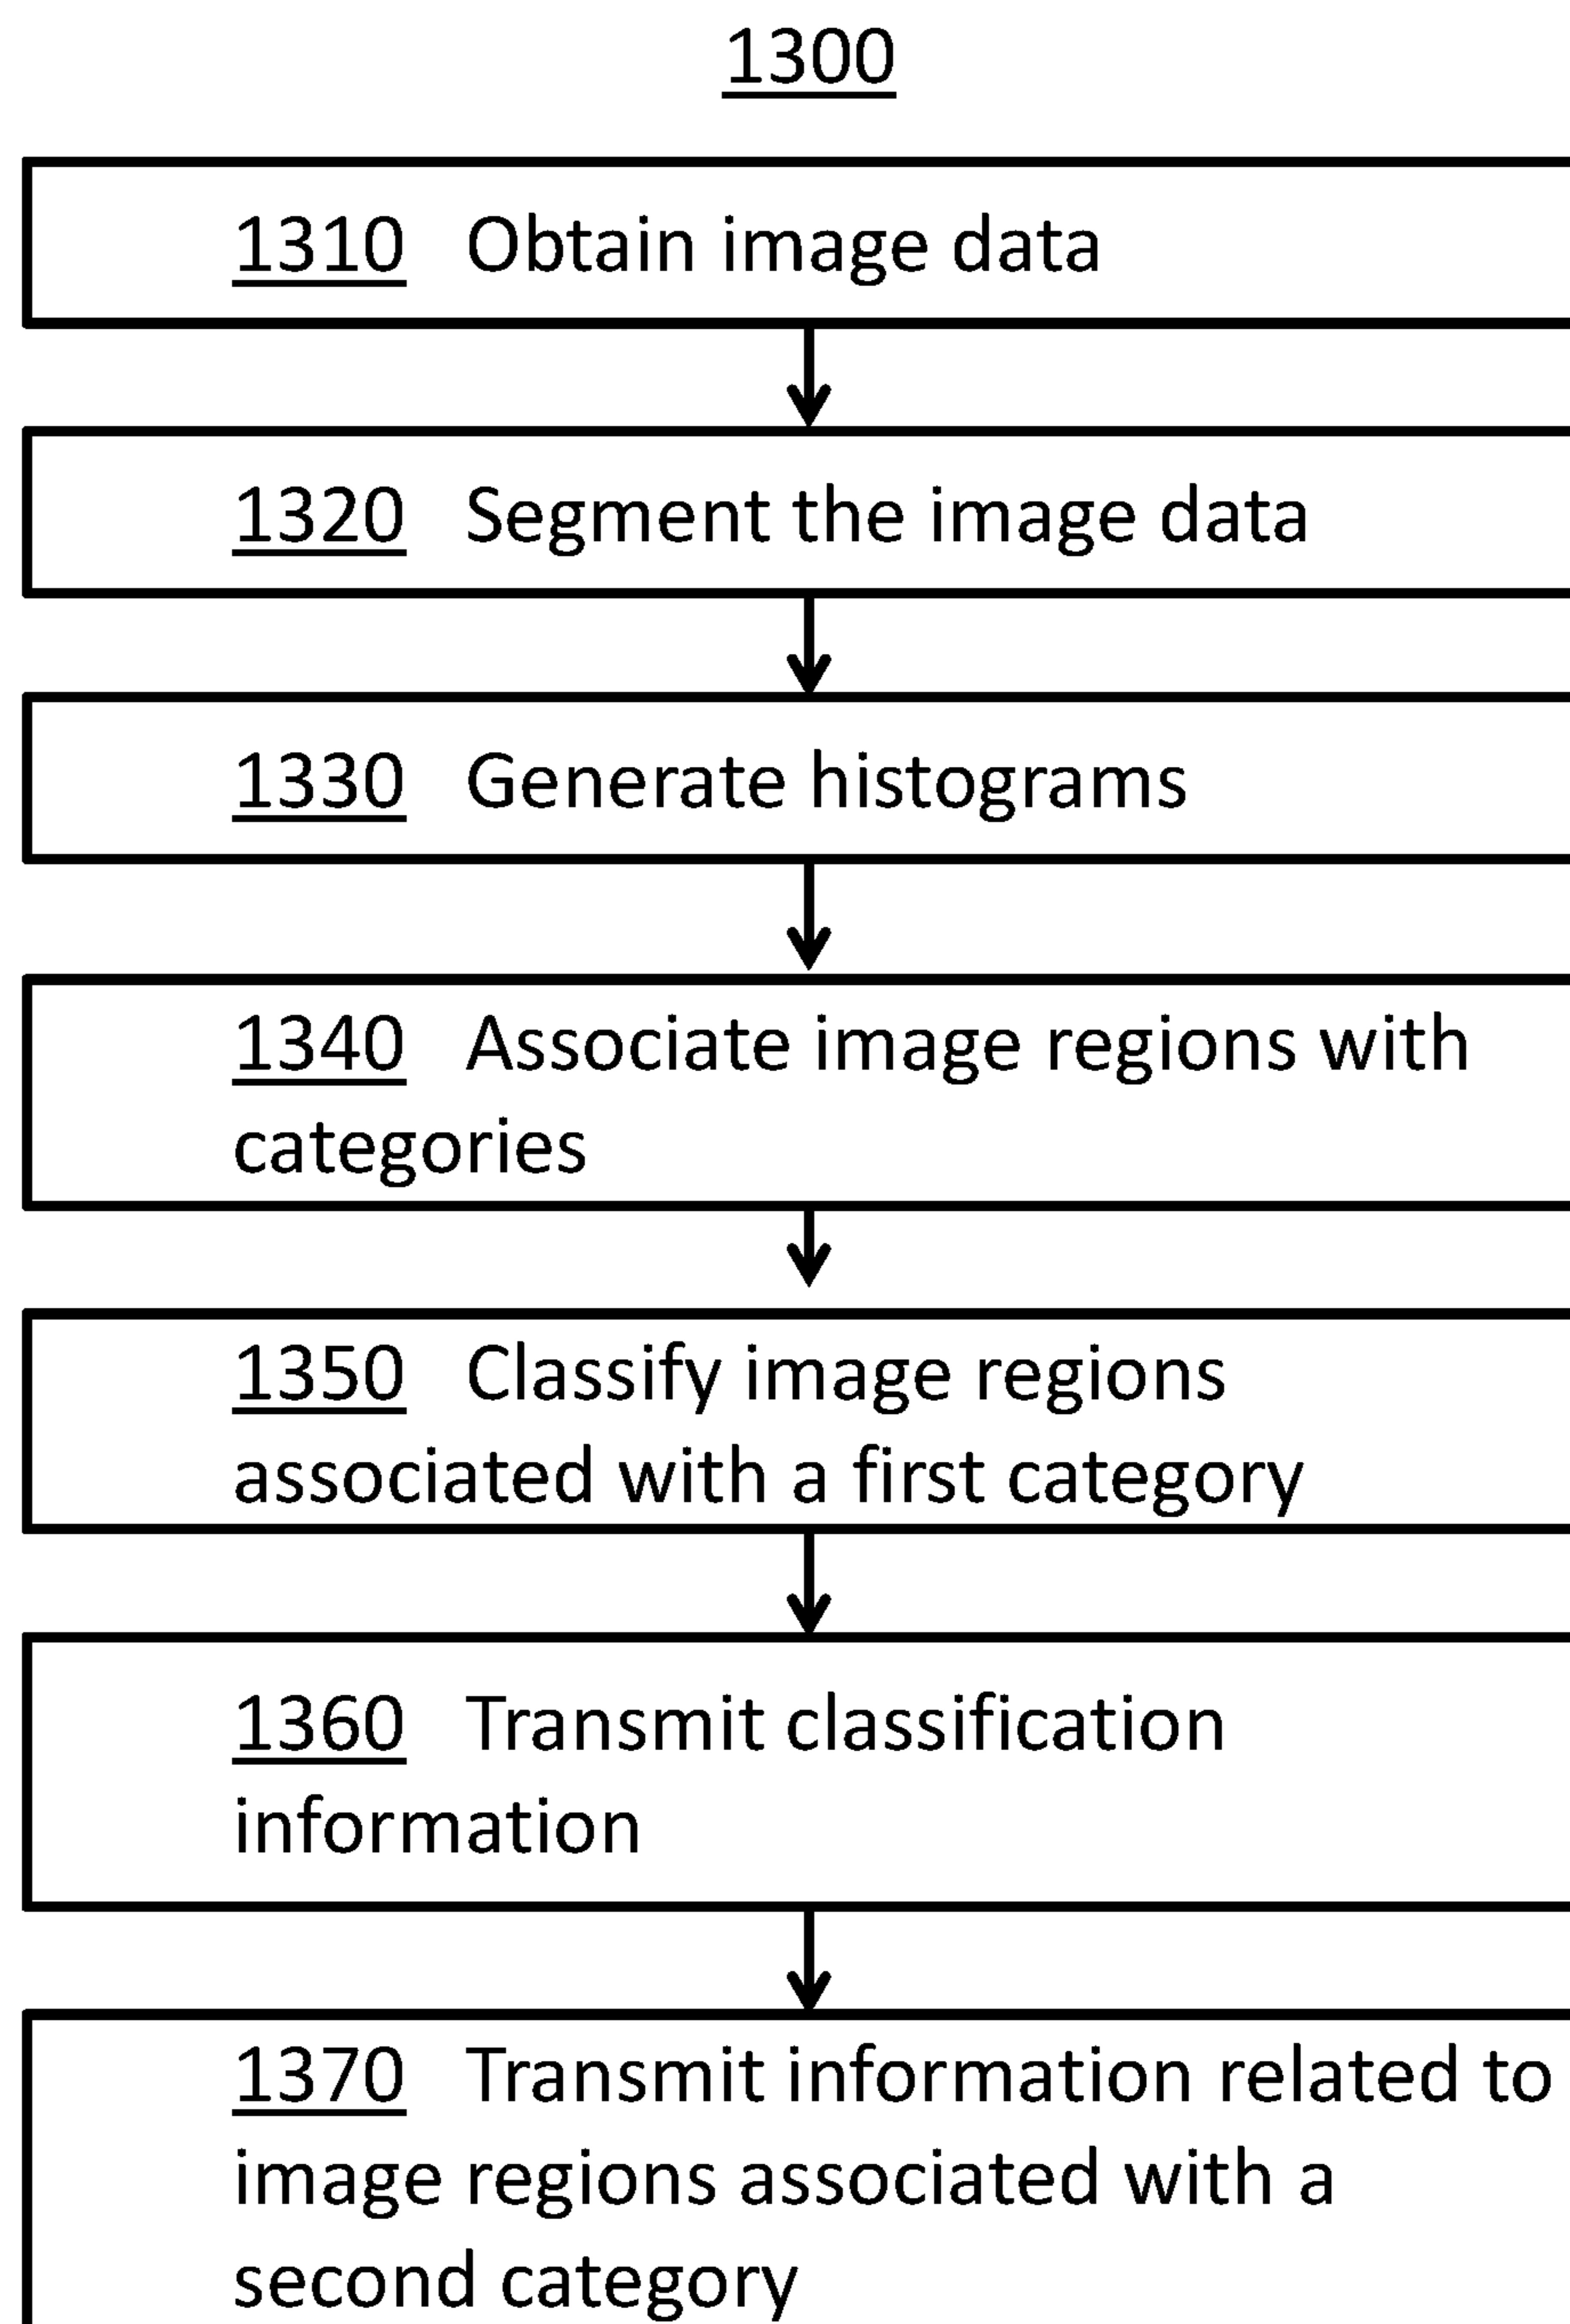 1300
1310 Obtain image data
1320 Segment the image data
1330 Generate histograms
1340 Associate image regions with
categories
1350 Classify image regions
associated with a first category
1360 Transmit classification
information
1370 Transmit information related to
image regions associated with a
second category